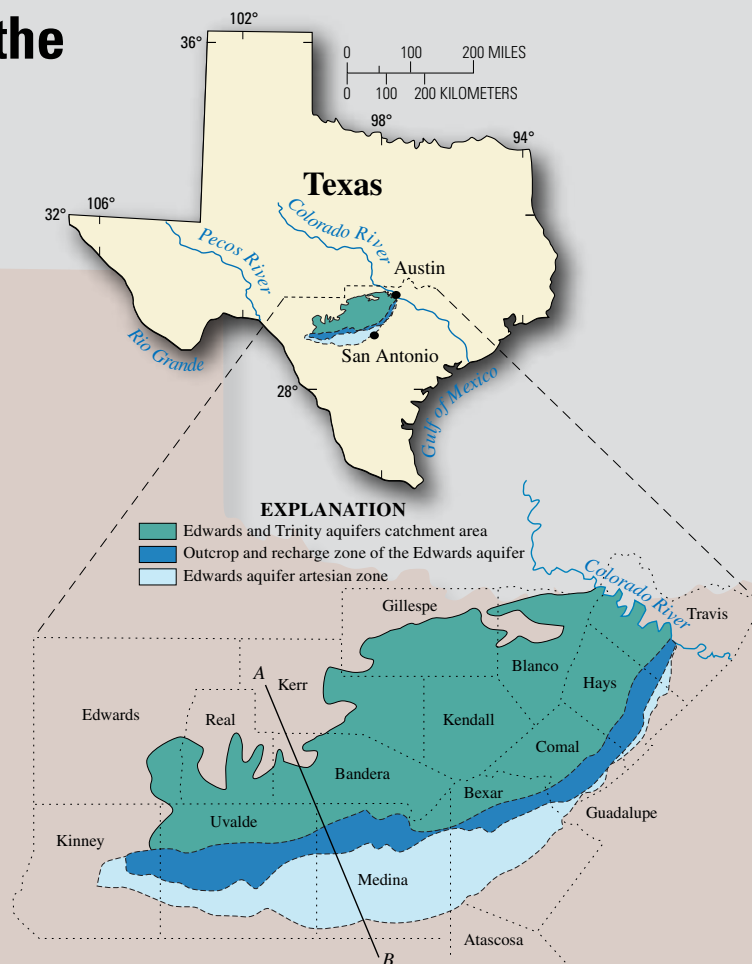 the
102°
36°
0 100 200 MILES
0 100 200 KILOMETERS
98°
94°
Texas
32°
106°
Colorado River
Pecos River
Austin
Rio Grande
San Antonio
28°
Gulf of Mexico
EXPLANATION
Edwards and Trinity aquifers catchment area
Outcrop and recharge zone of the Edwards aquifer
Edwards aquifer artesian zone
Colorado River
Gillespe
Travis
Blanco
A
Kerr
Hays
Edwards
Real
Kendall
Comal
Bandera
Bexar
Uvalde
Guadalupe
Kinney
Medina
Atascosa
B